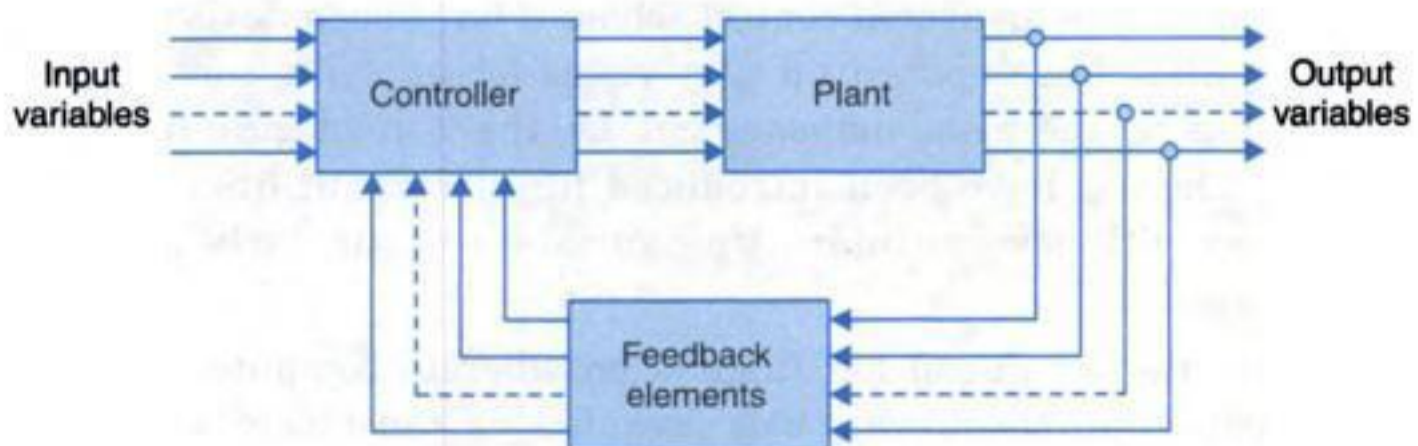 Input
variables
Controller
Plant
Output
variables
Feedback
elements